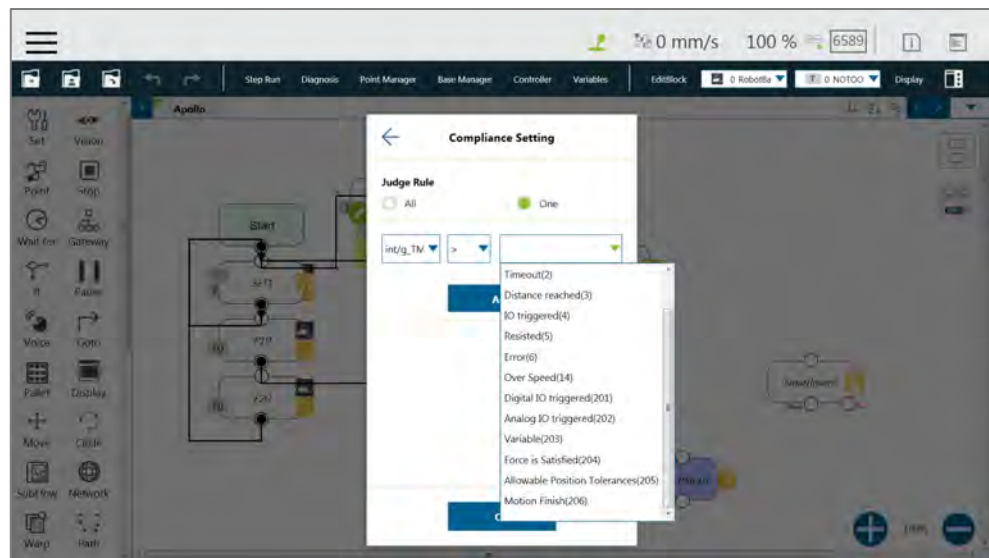 0 mm/s 100 % 6589
Step Run Diagnosis Point Manager Base Manager Controller Variables EditBlock 0 RobotBa 0 NOTOO Display
Apollo
Set Vision
Point Stop
Wait for Gateway
If Pause
Voice Goto
Pallet Display
Move Circle
Subflow Network
Warp Path
Start
SET1
P29
P20
Compliance Setting
Judge Rule
All One
int/g_TM >
Timeout(2)
Distance reached(3)
IO triggered(4)
Resisted(5)
Error(6)
Over Speed(14)
Digital IO triggered(201)
Analog IO triggered(202)
Variable(203)
Force is Satisfied(204)
Allowable Position Tolerances(205)
Motion Finish(206)